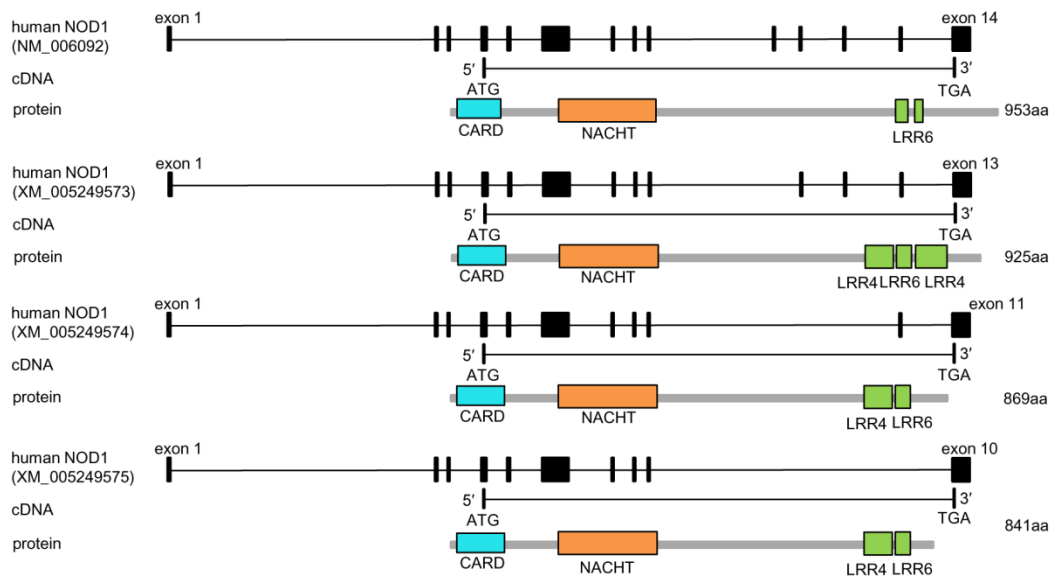 human NOD1
(NM_006092)
exon 1
exon 14
cDNA
5′
3′
ATG
TGA
protein
953aa
CARD
NACHT
LRR6
human NOD1
(XM_005249573)
exon 1
exon 13
cDNA
5′
3′
ATG
TGA
protein
925aa
CARD
NACHT
LRR4 LRR6 LRR4
human NOD1
(XM_005249574)
exon 1
exon 11
cDNA
5′
3′
ATG
TGA
protein
869aa
CARD
NACHT
LRR4 LRR6
human NOD1
(XM_005249575)
exon 1
exon 10
cDNA
5′
3′
ATG
TGA
841aa
protein
CARD
NACHT
LRR4 LRR6